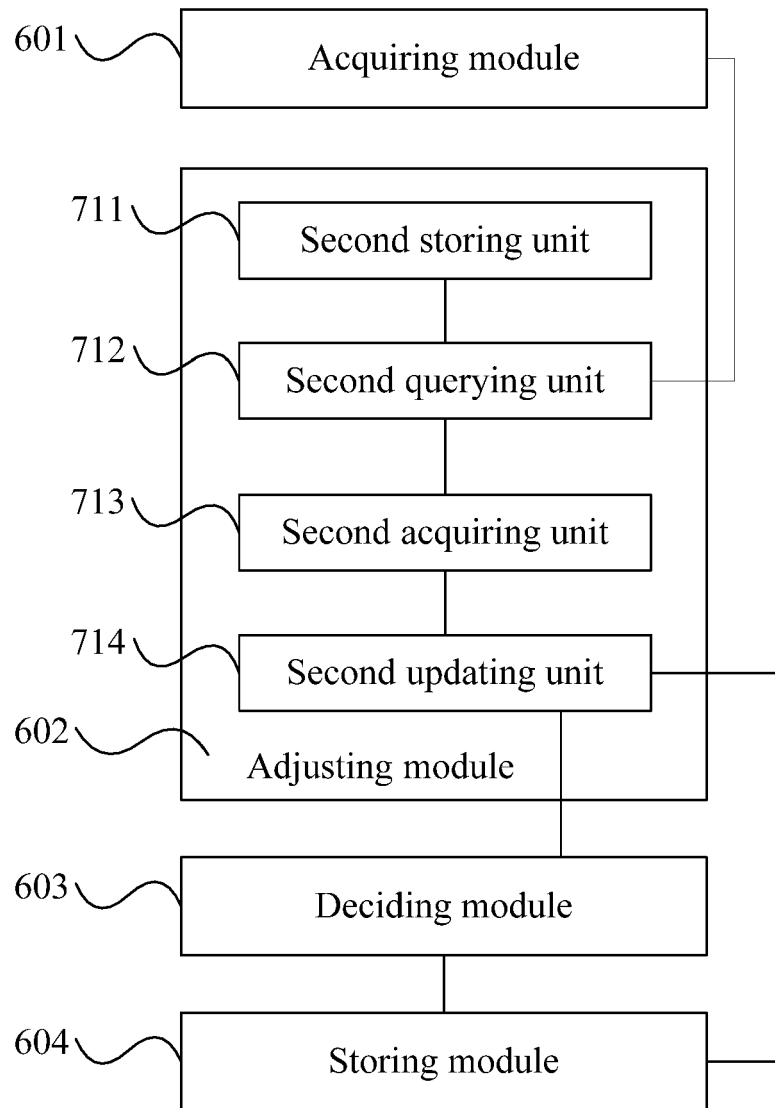 601
Acquiring module
711
Second storing unit
712
Second querying unit
713
Second acquiring unit
714
Second updating unit
602
Adjusting module
603
Deciding module
604
Storing module